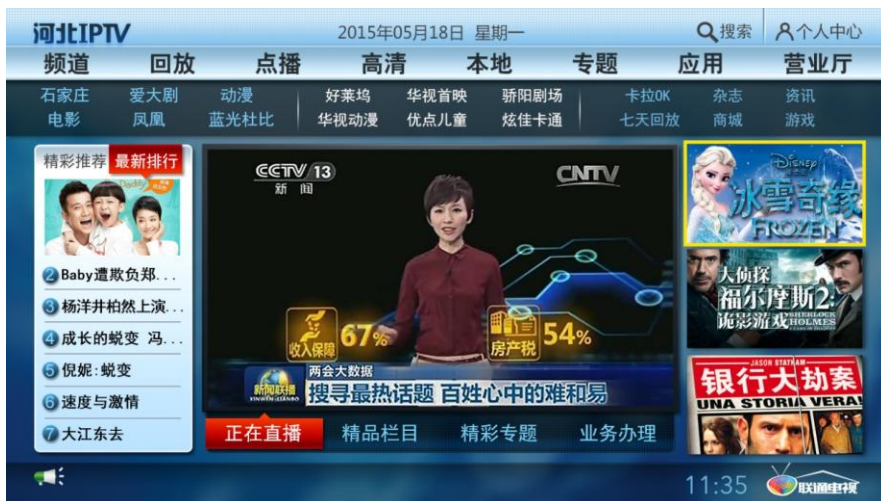 河北IPTV
2015年05月18日 星期一
搜索
个人中心
频道 回放 点播 高清 本地 专题 应用 营业厅
石家庄 爱大剧 动漫 好莱坞 华视首映 骄阳剧场 卡拉OK 杂志 资讯
电影 凤凰 蓝光杜比 华视动漫 优点儿童 炫佳卡通 七天回放 商城 游戏
精彩推荐 最新排行
Daddy
2 Baby遭欺负郑...
3 杨洋井柏然上演...
4 成长的蜕变 冯...
5 倪妮:蜕变
6 速度与激情
7 大江东去
CCTV 13
新闻
CNTV
收入保障 67%
房产税 54%
新闻联播
XINWEN LIANBO
两会大数据
搜寻最热话题 百姓心中的难和易
正在直播 精品栏目 精彩专题 业务办理
DISNEY
冰雪奇缘
FROZEN
大侦探
福尔摩斯2:
诡影游戏
SHERLOCK
HOLMES
JASON STATHAM
银行大劫案
UNA STORIA VERA!
11:35
联通电视